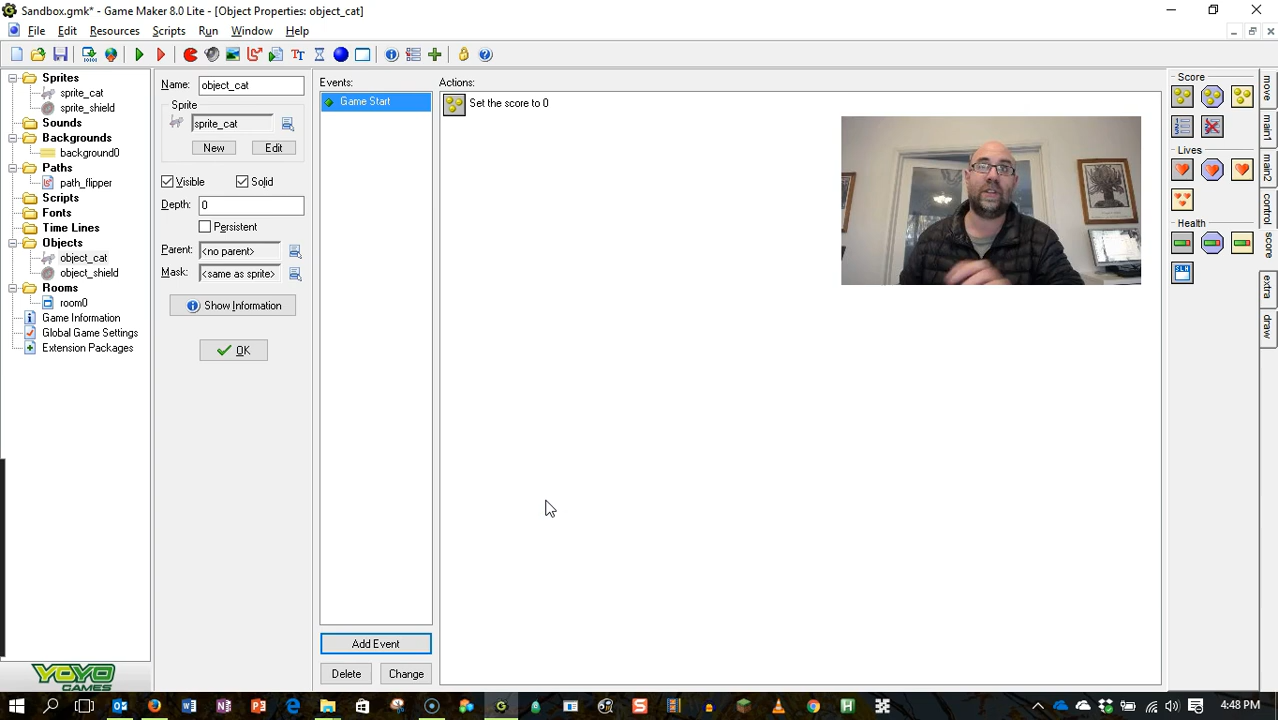 Sandbox.gmk* - Game Maker 8.0 Lite - [Object Properties: object_cat]
File Edit Resources Scripts Run Window Help
Sprites
sprite_cat
sprite_shield
Sounds
Backgrounds
background0
Paths
path_flipper
Scripts
Fonts
Time Lines
Objects
object_cat
object_shield
Rooms
room0
Game Information
Global Game Settings
Extension Packages
YOYO
GAMES
Name: object_cat
Sprite
sprite_cat
New Edit
Visible Solid
Depth: 0
Persistent
Parent: <no parent>
Mask: <same as sprite>
Show Information
OK
Events:
Game Start
Add Event
Delete Change
Actions:
Set the score to 0
Score
Lives
Health
move
main1
main2
control
score
extra
draw
4:48 PM